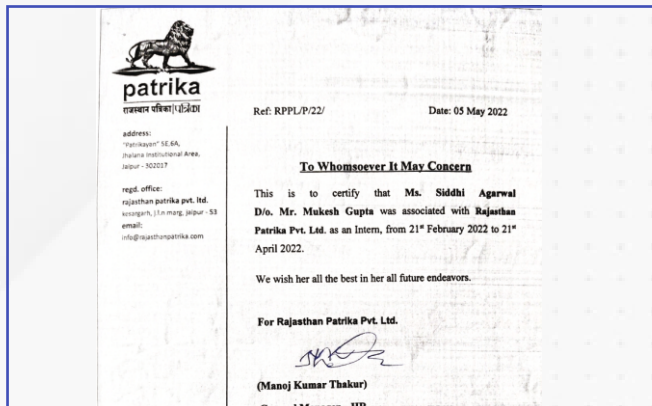 patrika
राजस्थान पत्रिका
Ref: RPPL/P/22/
Date: 05 May 2022
address:
"Patrikayan" 5E,6A,
Jhalana Institutional Area,
Jaipur - 302017
regd. office:
rajasthan patrika pvt. ltd.
kesargarh, j.l.n marg, jaipur - 53
email:
info@rajasthanpatrika.com
To Whomsoever It May Concern
This is to certify that Ms. Siddhi Agarwal
D/o. Mr. Mukesh Gupta was associated with Rajasthan
Patrika Pvt. Ltd. as an Intern, from 21st February 2022 to 21st
April 2022.
We wish her all the best in her all future endeavors.
For Rajasthan Patrika Pvt. Ltd.
(Manoj Kumar Thakur)